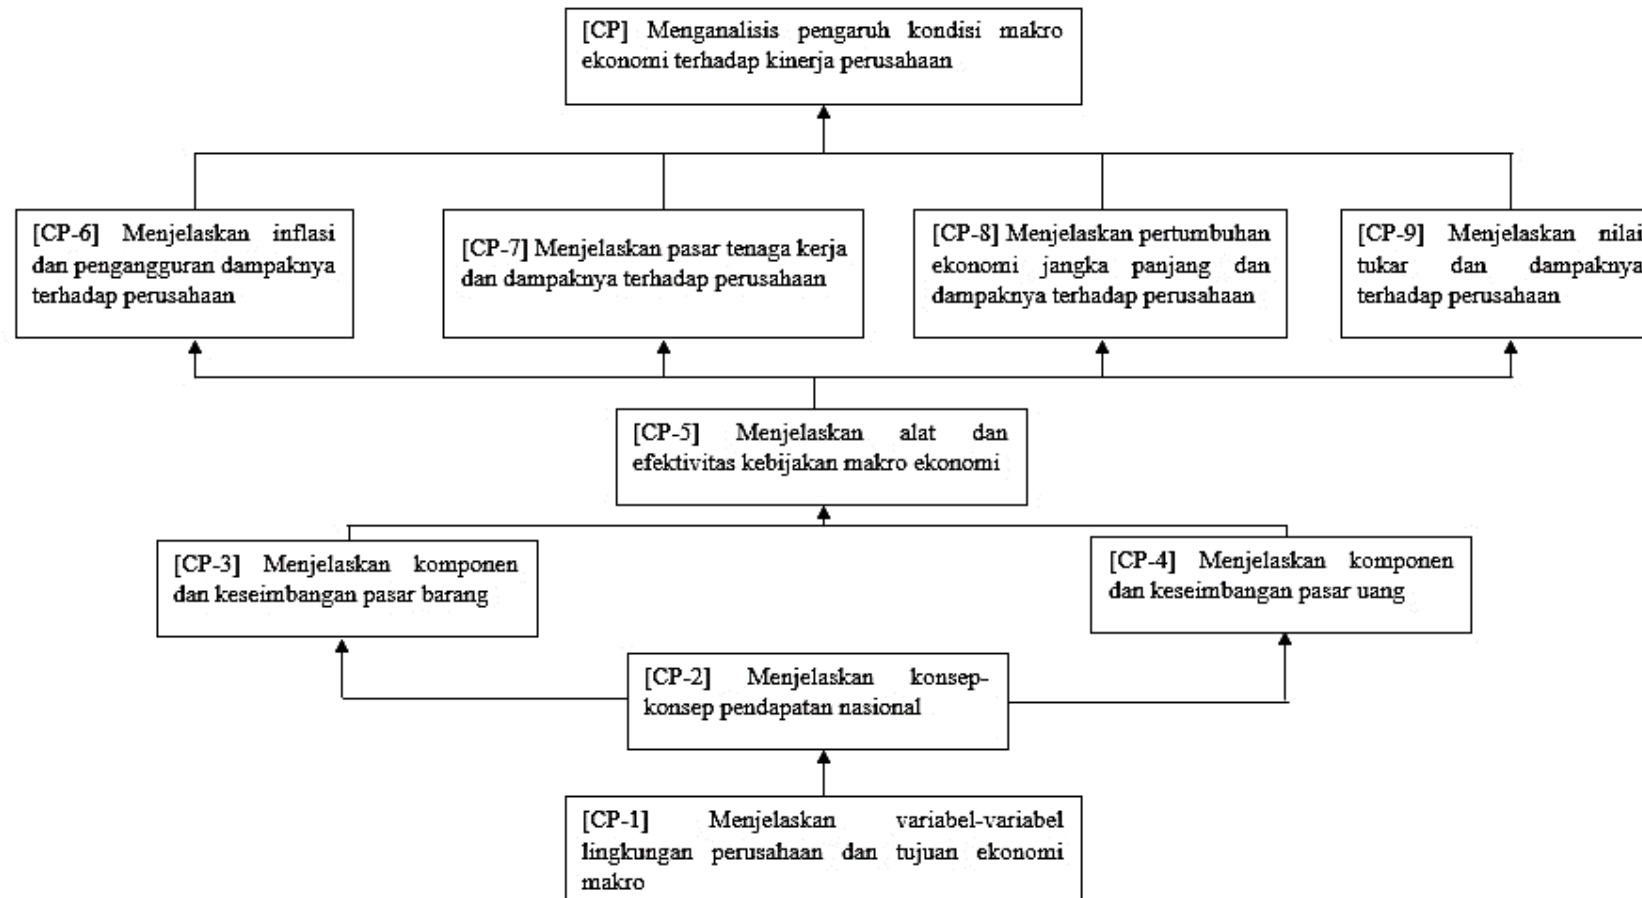 [CP] Menganalisis pengaruh kondisi makro
ekonomi terhadap kinerja perusahaan
[CP-6] Menjelaskan inflasi
dan pengangguran dampaknya
terhadap perusahaan
[CP-7] Menjelaskan pasar tenaga kerja
dan dampaknya terhadap perusahaan
[CP-8] Menjelaskan pertumbuhan
ekonomi jangka panjang dan
dampaknya terhadap perusahaan
[CP-9] Menjelaskan nilai
tukar dan dampaknya
terhadap perusahaan
[CP-5] Menjelaskan alat dan
efektivitas kebijakan makro ekonomi
[CP-3] Menjelaskan komponen
dan keseimbangan pasar barang
[CP-4] Menjelaskan komponen
dan keseimbangan pasar uang
[CP-2] Menjelaskan konsep-
konsep pendapatan nasional
[CP-1] Menjelaskan variabel-variabel
lingkungan perusahaan dan tujuan ekonomi
makro